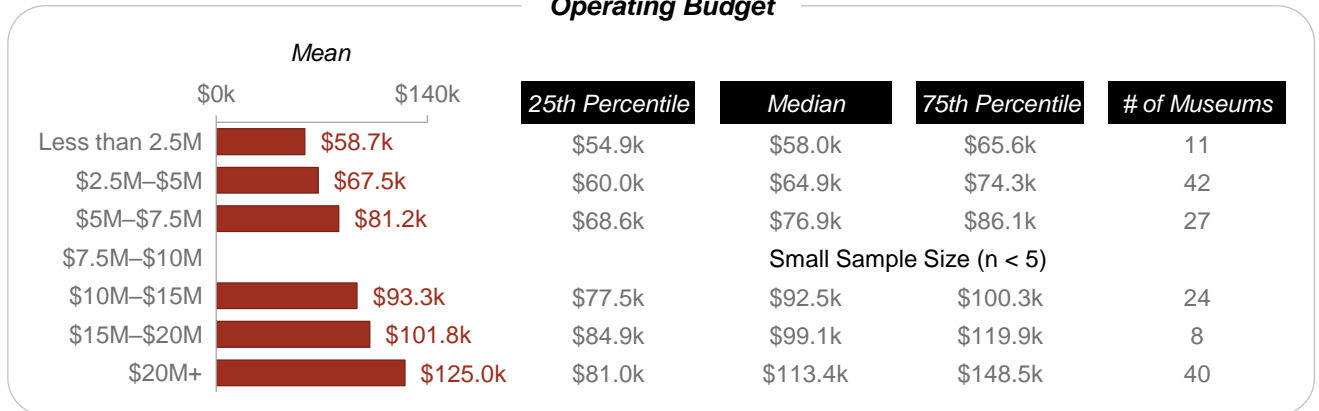 Operating Budget
Mean
$0k $140k 25th Percentile Median 75th Percentile # of Museums
Less than 2.5M $58.7k $54.9k $58.0k $65.6k 11
$2.5M–$5M $67.5k $60.0k $64.9k $74.3k 42
$5M–$7.5M $81.2k $68.6k $76.9k $86.1k 27
$7.5M–$10M Small Sample Size (n < 5)
$10M–$15M $93.3k $77.5k $92.5k $100.3k 24
$15M–$20M $101.8k $84.9k $99.1k $119.9k 8
$20M+ $125.0k $81.0k $113.4k $148.5k 40